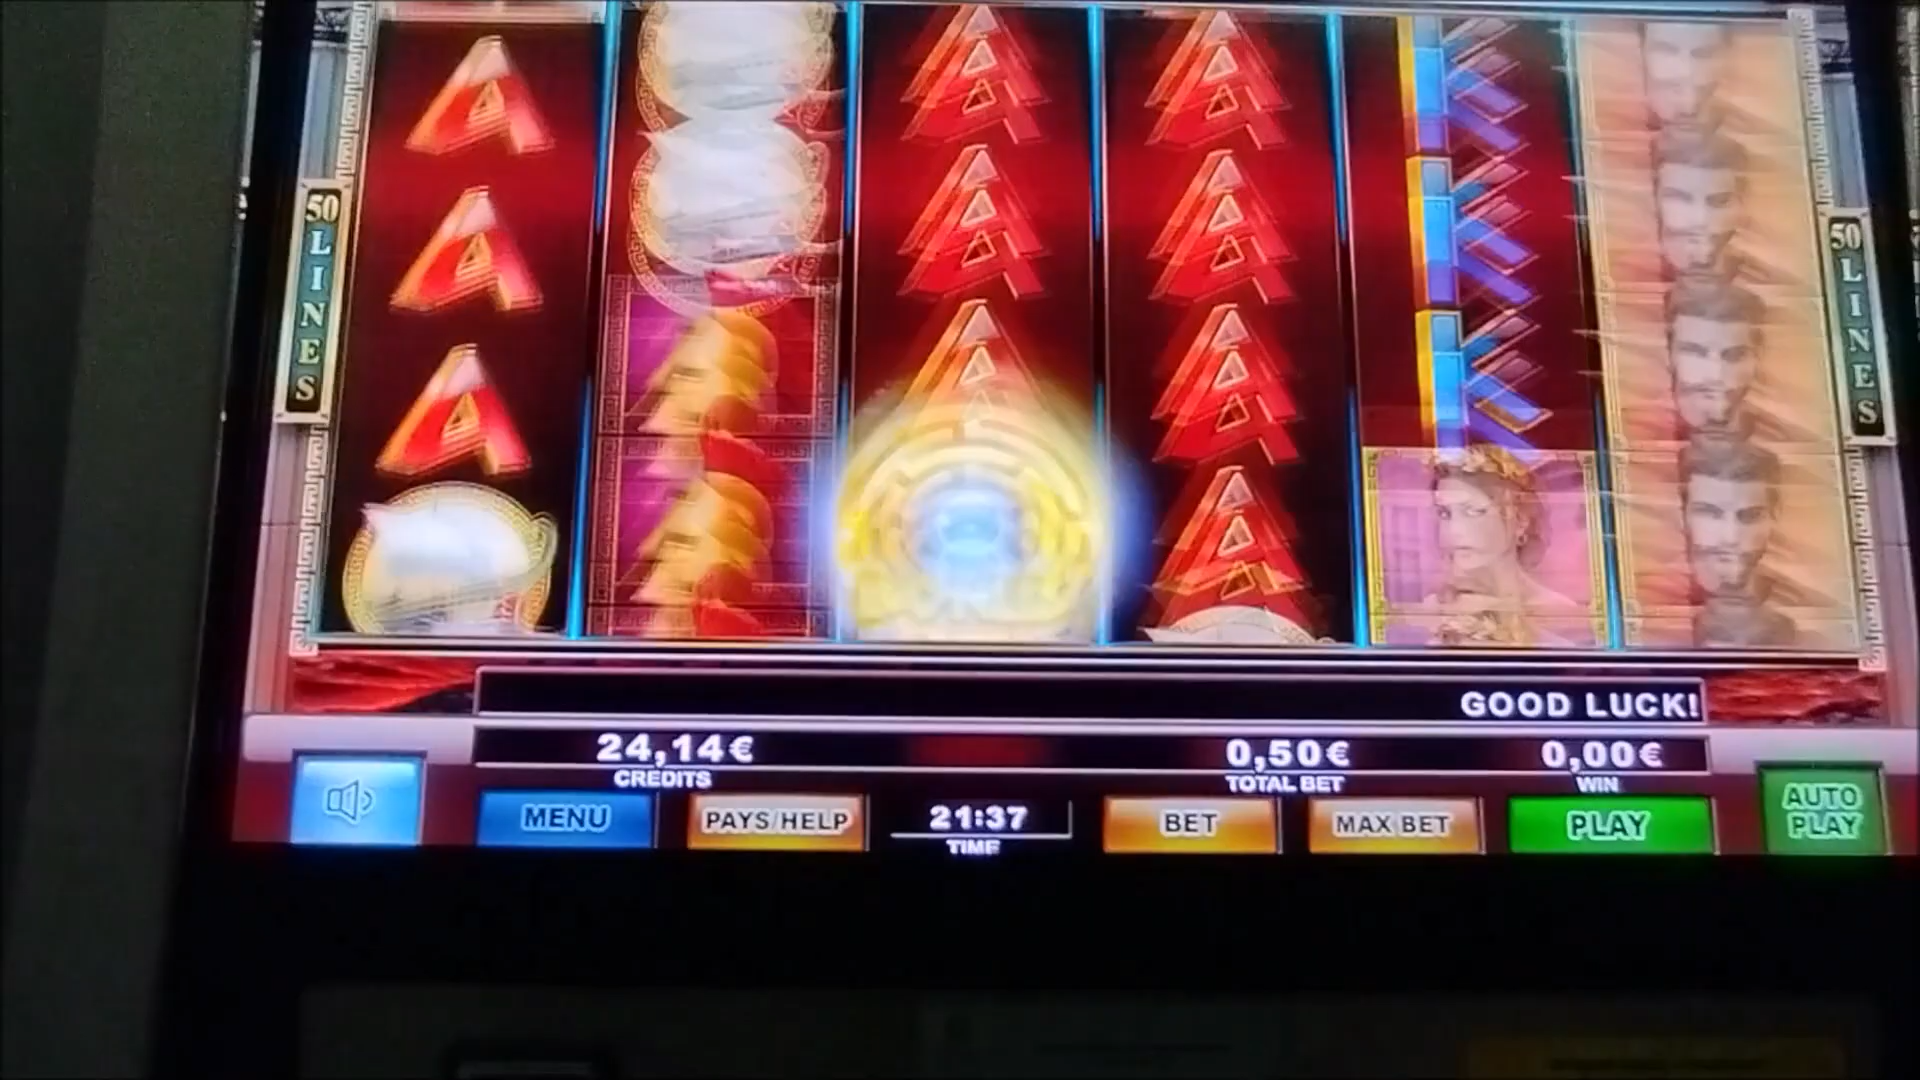 50 LINES
50 LINES
GOOD LUCK!
24,14€
0,50€
0,00€
CREDITS
TOTAL BET
WIN
MENU
PAYS/HELP
21:37
TIME
BET
MAX BET
PLAY
AUTO PLAY
A
A
A
A
A
A
A
A
A
A
K
K
K